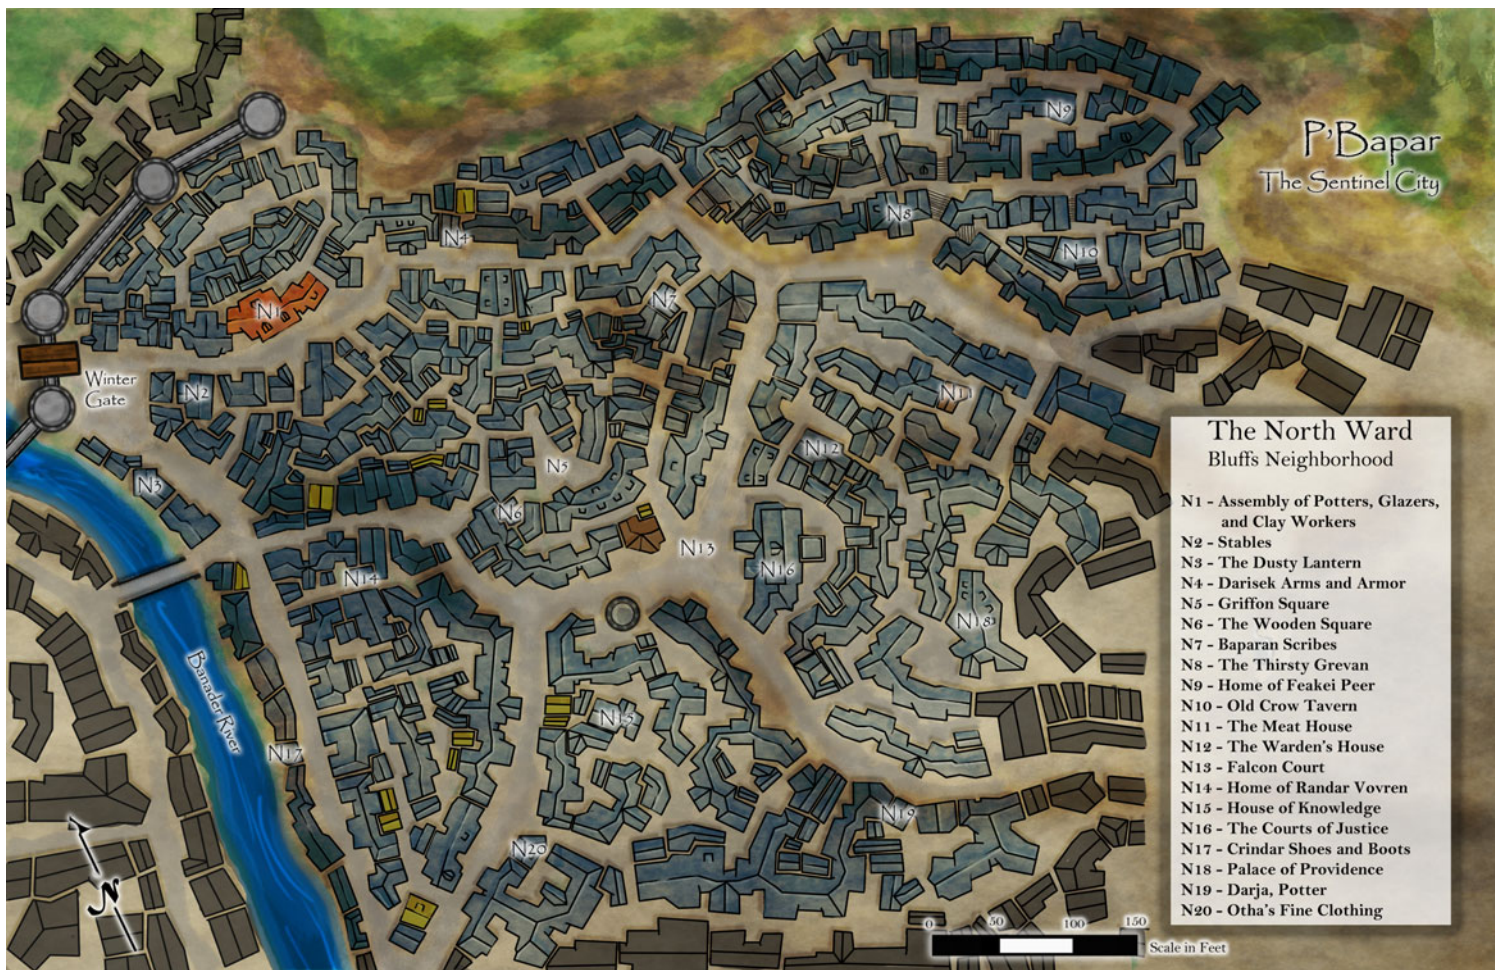 P'Bapar
The Sentinel City
N9
N8
N4
N10
N7
N1
Winter
Gate
N2
N11
N12
N5
N3
N6
N13
N14
N16
N18
Banader River
N15
N17
N19
N20
N
The North Ward
Bluffs Neighborhood
N1 - Assembly of Potters, Glazers,
and Clay Workers
N2 - Stables
N3 - The Dusty Lantern
N4 - Darisek Arms and Armor
N5 - Griffon Square
N6 - The Wooden Square
N7 - Baparan Scribes
N8 - The Thirsty Grevan
N9 - Home of Feakei Peer
N10 - Old Crow Tavern
N11 - The Meat House
N12 - The Warden's House
N13 - Falcon Court
N14 - Home of Randar Vovren
N15 - House of Knowledge
N16 - The Courts of Justice
N17 - Crindar Shoes and Boots
N18 - Palace of Providence
N19 - Darja, Potter
N20 - Otha's Fine Clothing
0 50 100 150
Scale in Feet